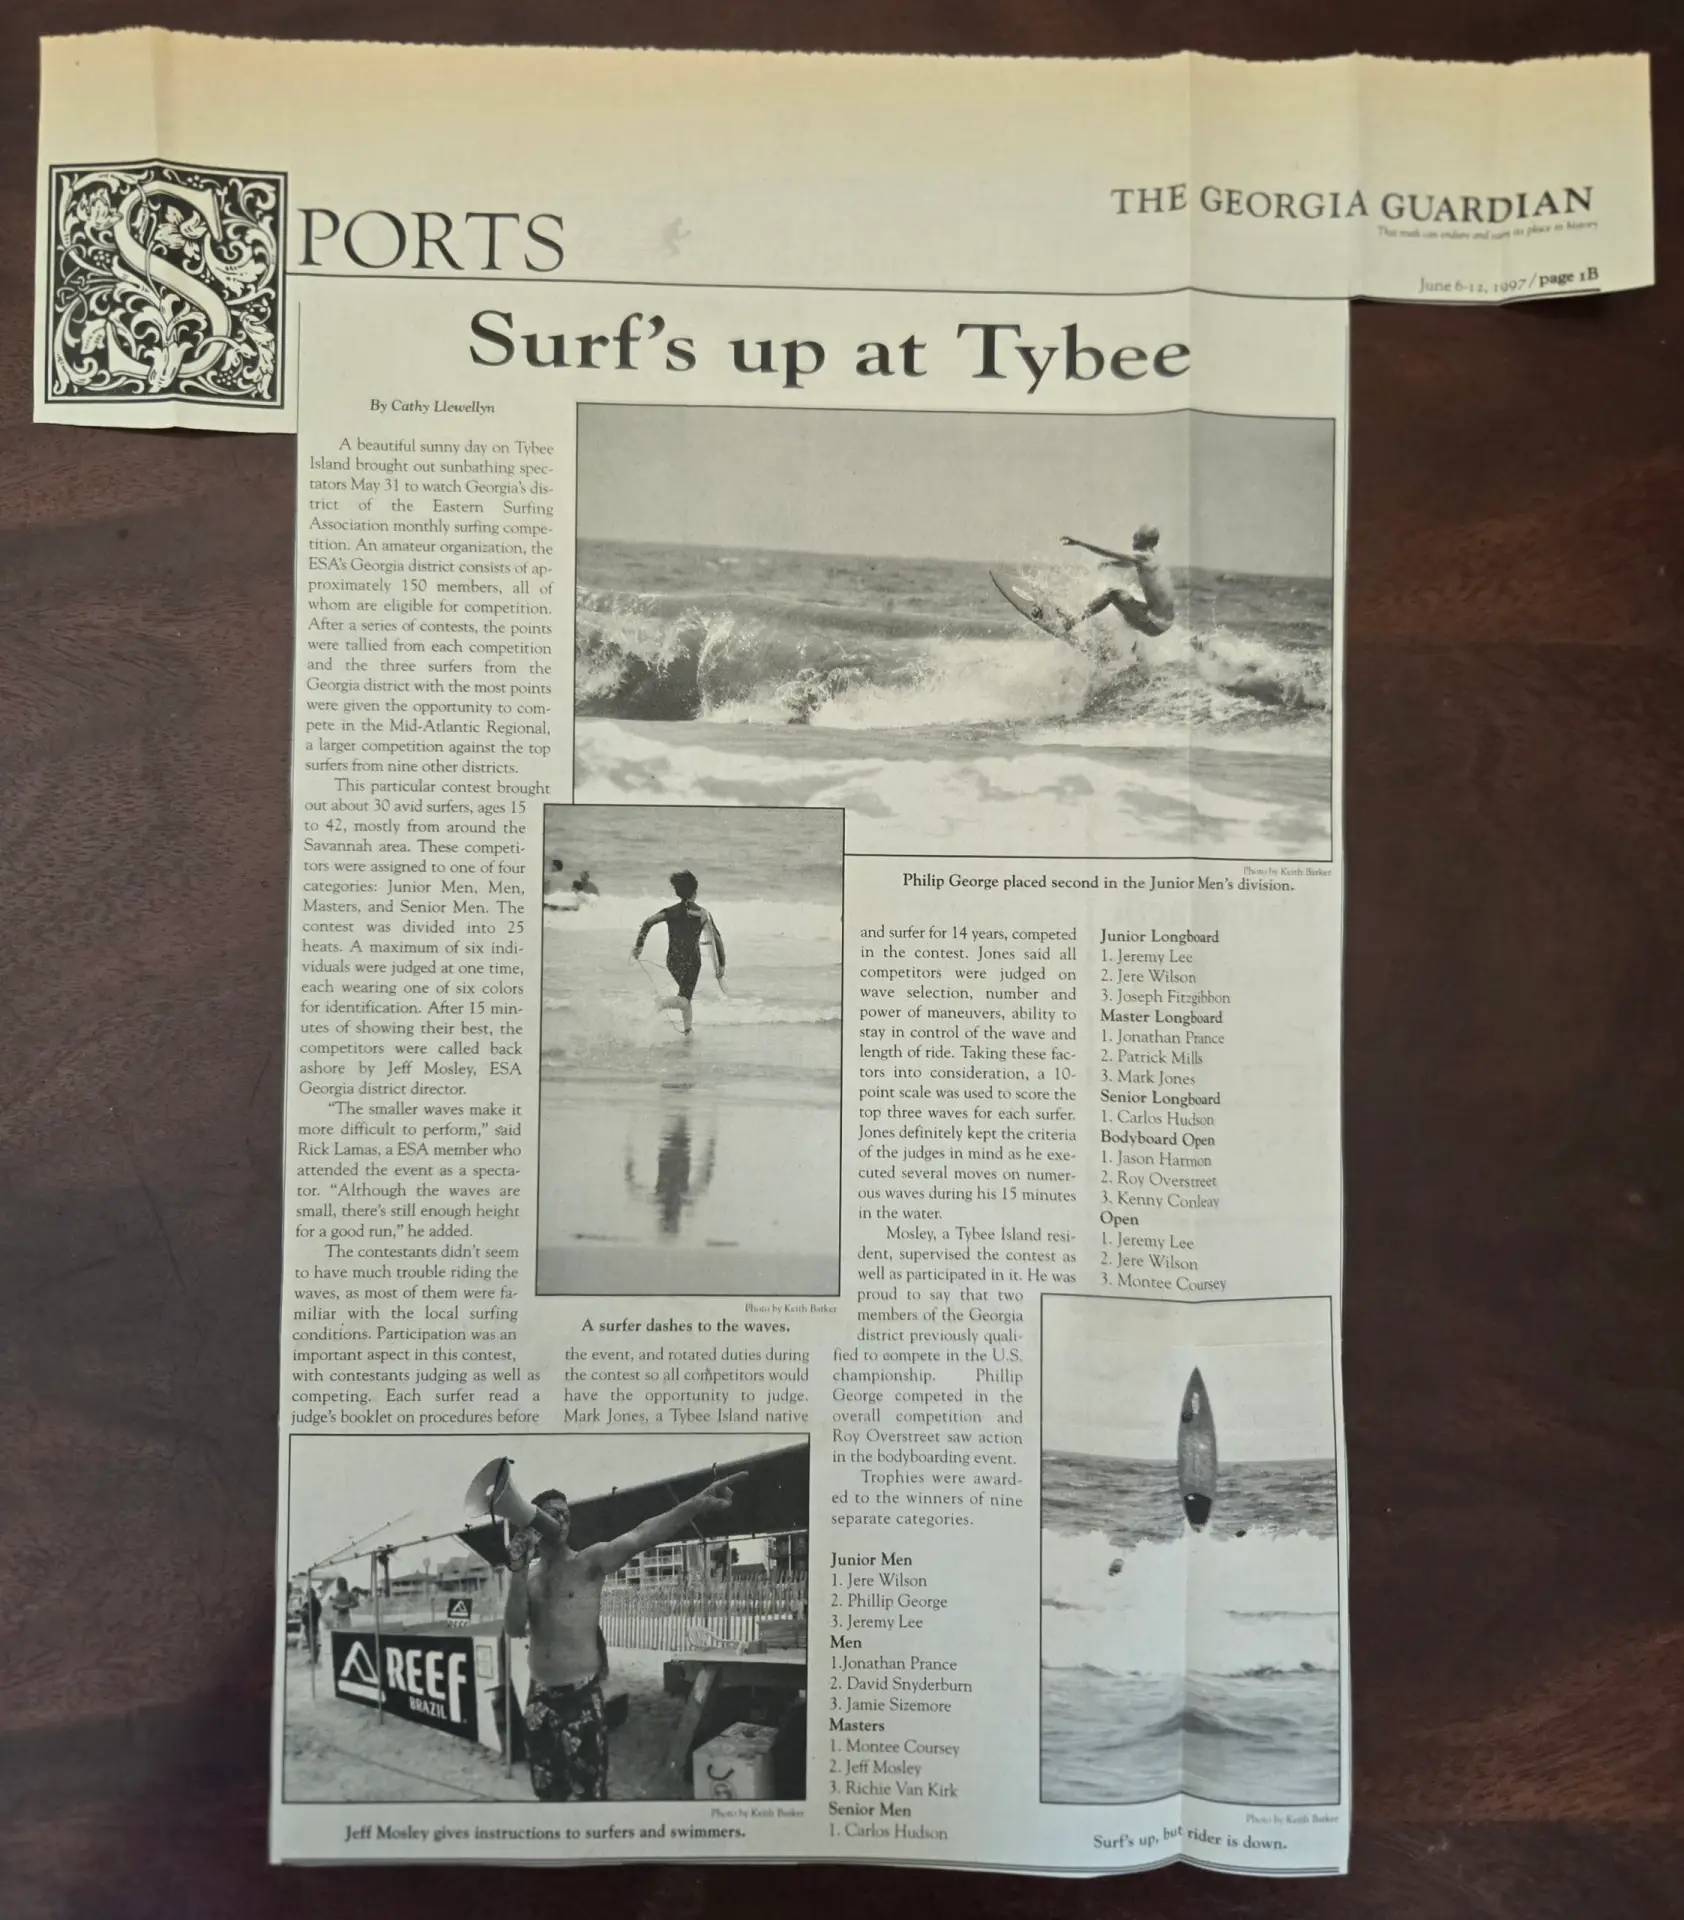 SPORTS
THE GEORGIA GUARDIAN
That truth can endure and earn its place in history
June 6-12, 1997/page 1B
Surf's up at Tybee
By Cathy Llewellyn
A beautiful sunny day on Tybee
Island brought out sunbathing spec-
tators May 31 to watch Georgia's dis-
trict of the Eastern Surfing
Association monthly surfing compe-
tition. An amateur organization, the
ESA's Georgia district consists of ap-
proximately 150 members, all of
whom are eligible for competition.
After a series of contests, the points
were tallied from each competition
and the three surfers from the
Georgia district with the most points
were given the opportunity to com-
pete in the Mid-Atlantic Regional,
a larger competition against the top
surfers from nine other districts.
This particular contest brought
out about 30 avid surfers, ages 15
to 42, mostly from around the
Savannah area. These competi-
tors were assigned to one of four
categories: Junior Men, Men,
Masters, and Senior Men. The
contest was divided into 25
heats. A maximum of six indi-
viduals were judged at one time,
each wearing one of six colors
for identification. After 15 min-
utes of showing their best, the
competitors were called back
ashore by Jeff Mosley, ESA
Georgia district director.
"The smaller waves make it
more difficult to perform," said
Rick Lamas, a ESA member who
attended the event as a specta-
tor. "Although the waves are
small, there's still enough height
for a good run," he added.
The contestants didn't seem
to have much trouble riding the
waves, as most of them were fa-
miliar with the local surfing
conditions. Participation was an
important aspect in this contest,
with contestants judging as well as
competing. Each surfer read a
judge's booklet on procedures before
Photo by Keith Barker
A surfer dashes to the waves.
the event, and rotated duties during
the contest so all competitors would
have the opportunity to judge.
Mark Jones, a Tybee Island native
Photo by Keith Barker
Philip George placed second in the Junior Men's division.
and surfer for 14 years, competed
in the contest. Jones said all
competitors were judged on
wave selection, number and
power of maneuvers, ability to
stay in control of the wave and
length of ride. Taking these fac-
tors into consideration, a 10-
point scale was used to score the
top three waves for each surfer.
Jones definitely kept the criteria
of the judges in mind as he exe-
cuted several moves on numer-
ous waves during his 15 minutes
in the water.
Mosley, a Tybee Island resi-
dent, supervised the contest as
well as participated in it. He was
proud to say that two
members of the Georgia
district previously quali-
fied to compete in the U.S.
championship. Phillip
George competed in the
overall competition and
Roy Overstreet saw action
in the bodyboarding event.
Trophies were award-
ed to the winners of nine
separate categories.
Junior Men
1. Jere Wilson
2. Phillip George
3. Jeremy Lee
Men
1.Jonathan Prance
2. David Snyderburn
3. Jamie Sizemore
Masters
1. Montee Coursey
2. Jeff Mosley
3. Richie Van Kirk
Senior Men
1. Carlos Hudson
Junior Longboard
1. Jeremy Lee
2. Jere Wilson
3. Joseph Fitzgibbon
Master Longboard
1. Jonathan Prance
2. Patrick Mills
3. Mark Jones
Senior Longboard
1. Carlos Hudson
Bodyboard Open
1. Jason Harmon
2. Roy Overstreet
3. Kenny Conleay
Open
1. Jeremy Lee
2. Jere Wilson
3. Montee Coursey
REEF
REEF
BRAZIL
Photo by Keith Barker
Jeff Mosley gives instructions to surfers and swimmers.
Photo by Keith Barker
Surf's up, but rider is down.